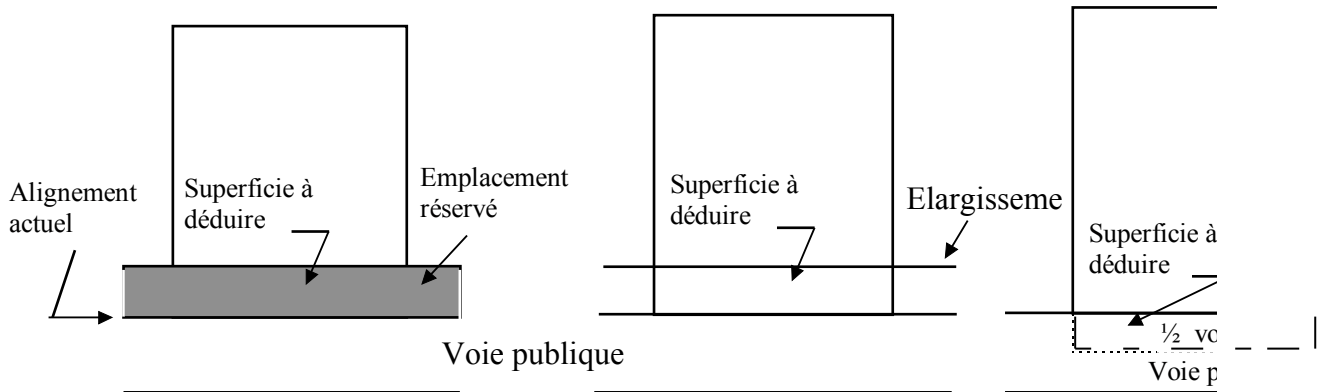 Alignement
actuel
Superficie à
déduire
Emplacement
réservé
Superficie à
déduire
Elargisseme
Superficie à
déduire
½ vo
Voie publique
Voie p